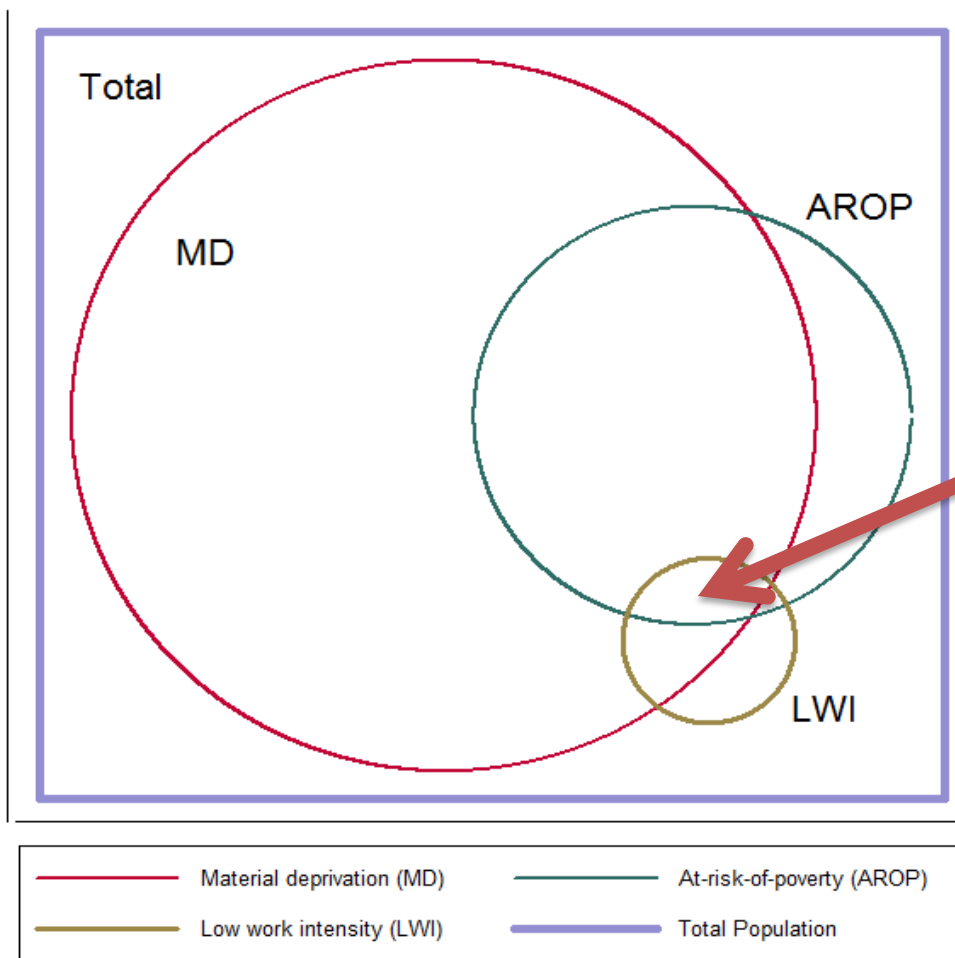 Total
AROP
MD
LWI
Material deprivation (MD)
At-risk-of-poverty (AROP)
Low work intensity (LWI)
Total Population